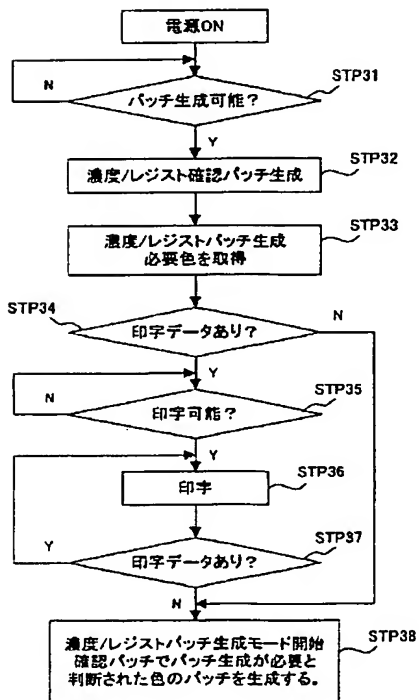 電源ON
STP31
N
パッチ生成可能?
Y
STP32
濃度/レジスト確認パッチ生成
STP33
濃度/レジストパッチ生成
必要色を取得
STP34
N
印字データあり?
Y
STP35
N
印字可能?
Y
STP36
印字
STP37
Y
印字データあり?
N
STP38
濃度/レジストパッチ生成モード開始
確認パッチでパッチ生成が必要と
判断された色のパッチを生成する。